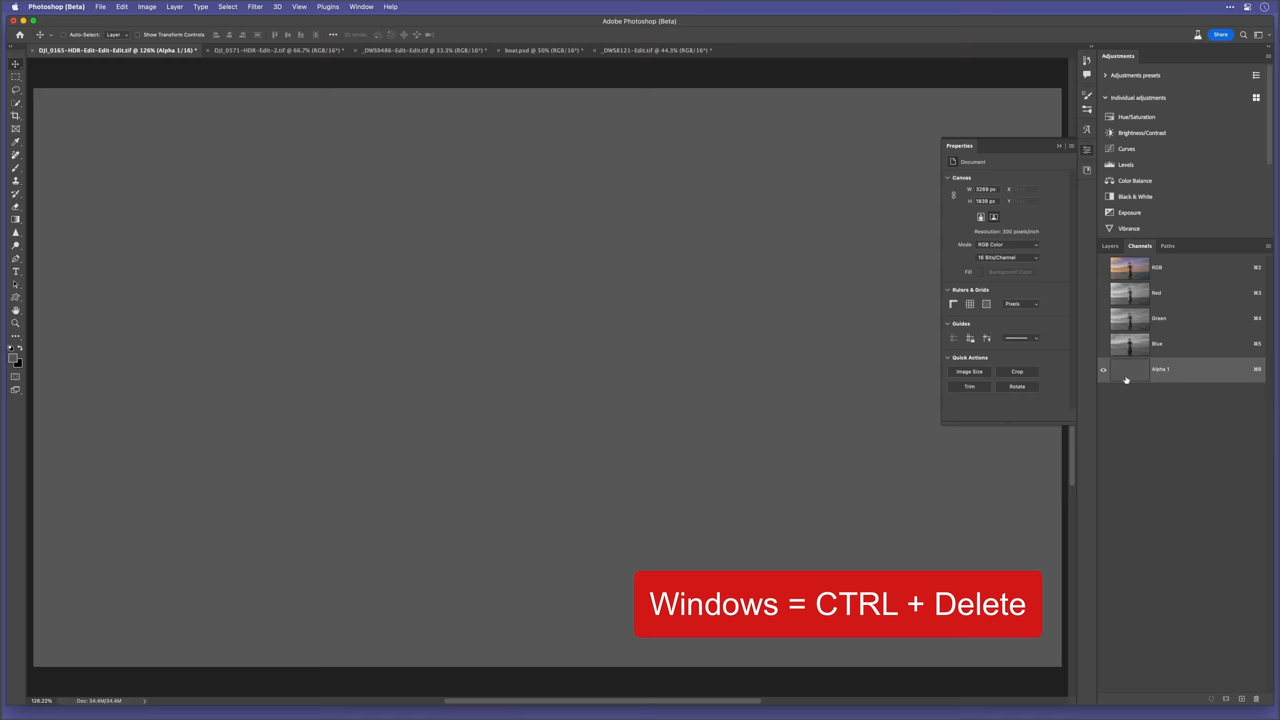 Photoshop (Beta) File Edit Image Layer Type Select Filter 3D View Plugins Window Help
Adobe Photoshop (Beta)
Auto-Select: Layer Show Transform Controls 3D Mode: Share
DJI_0165-HDR-Edit-Edit-Edit.tif @ 126% (Alpha 1/16) * DJI_0571-HDR-Edit-2.tif @ 66.7% (RGB/16*) * _DWS9486-Edit-Edit.tif @ 33.3% (RGB/16*) * boat.psd @ 50% (RGB/16*) * _DWS8121-Edit.tif @ 44.3% (RGB/16*) *
Adjustments
Adjustments presets
Individual adjustments
Hue/Saturation
Brightness/Contrast
Curves
Levels
Color Balance
Black & White
Exposure
Vibrance
Properties
Document
Canvas
W 3269 px X
H 1839 px Y
Resolution: 300 pixels/inch
Mode RGB Color
16 Bits/Channel
Fill Background Color
Rulers & Grids
Pixels
Guides
Quick Actions
Image Size Crop
Trim Rotate
Layers Channels Paths
RGB ⌘2
Red ⌘3
Green ⌘4
Blue ⌘5
Alpha 1 ⌘6
Windows = CTRL + Delete
126.22% Doc: 34.4M/34.4M